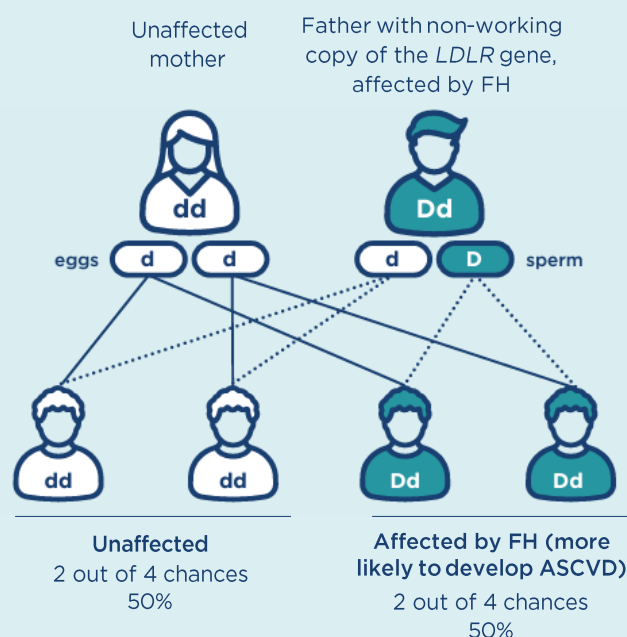 Unaffected
mother
Father with non-working
copy of the LDLR gene,
affected by FH
dd
Dd
eggs
d
d
d
D
sperm
dd
dd
Dd
Dd
Unaffected
2 out of 4 chances
50%
Affected by FH (more
likely to develop ASCVD)
2 out of 4 chances
50%